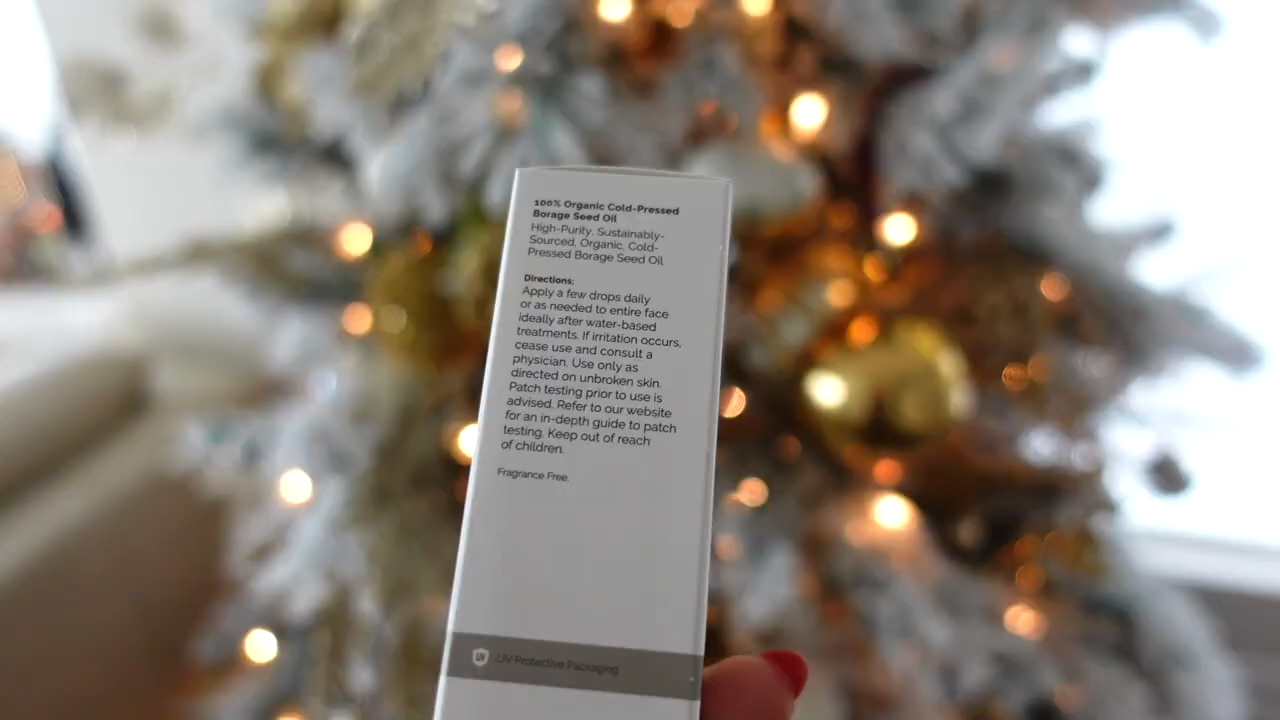 100% Organic Cold-Pressed
Borage Seed Oil
High-Purity, Sustainably-
Sourced, Organic, Cold-
Pressed Borage Seed Oil
Directions:
Apply a few drops daily
or as needed to entire face
ideally after water-based
treatments. If irritation occurs,
cease use and consult a
physician. Use only as
directed on unbroken skin.
Patch testing prior to use is
advised. Refer to our website
for an in-depth guide to patch
testing. Keep out of reach
of children.
Fragrance Free.
UV UV-Protective Packaging